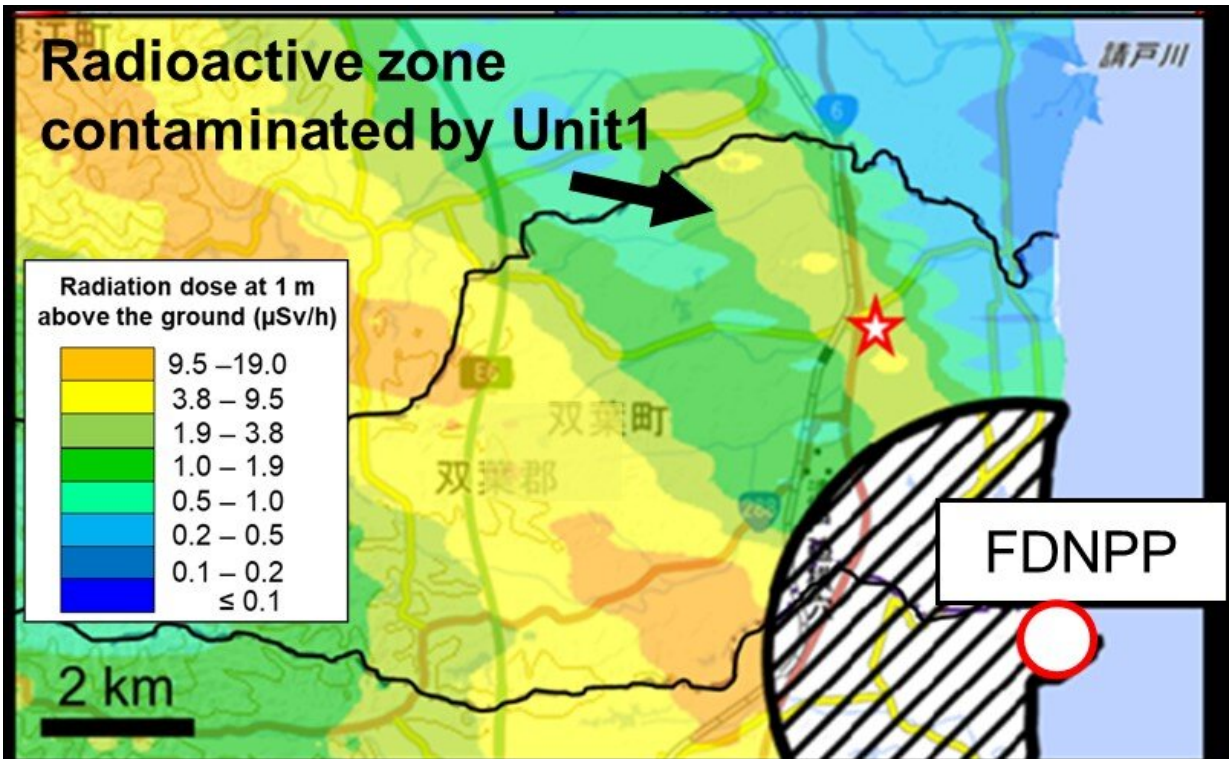 Radioactive zone
contaminated by Unit1
請戸川
6
Radiation dose at 1 m
above the ground (μSv/h)
9.5 –19.0
3.8 – 9.5
1.9 – 3.8
1.0 – 1.9
0.5 – 1.0
0.2 – 0.5
0.1 – 0.2
≤ 0.1
E6
双葉町
双葉郡
288
FDNPP
2 km